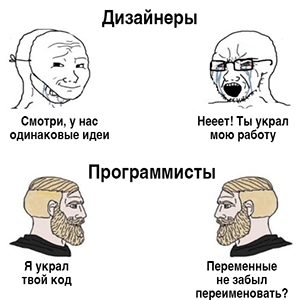 Дизайнеры
Смотри, у нас
одинаковые идеи
Нееет! Ты украл
мою работу
Программисты
Я украл
твой код
Переменные
не забыл
переименовать?